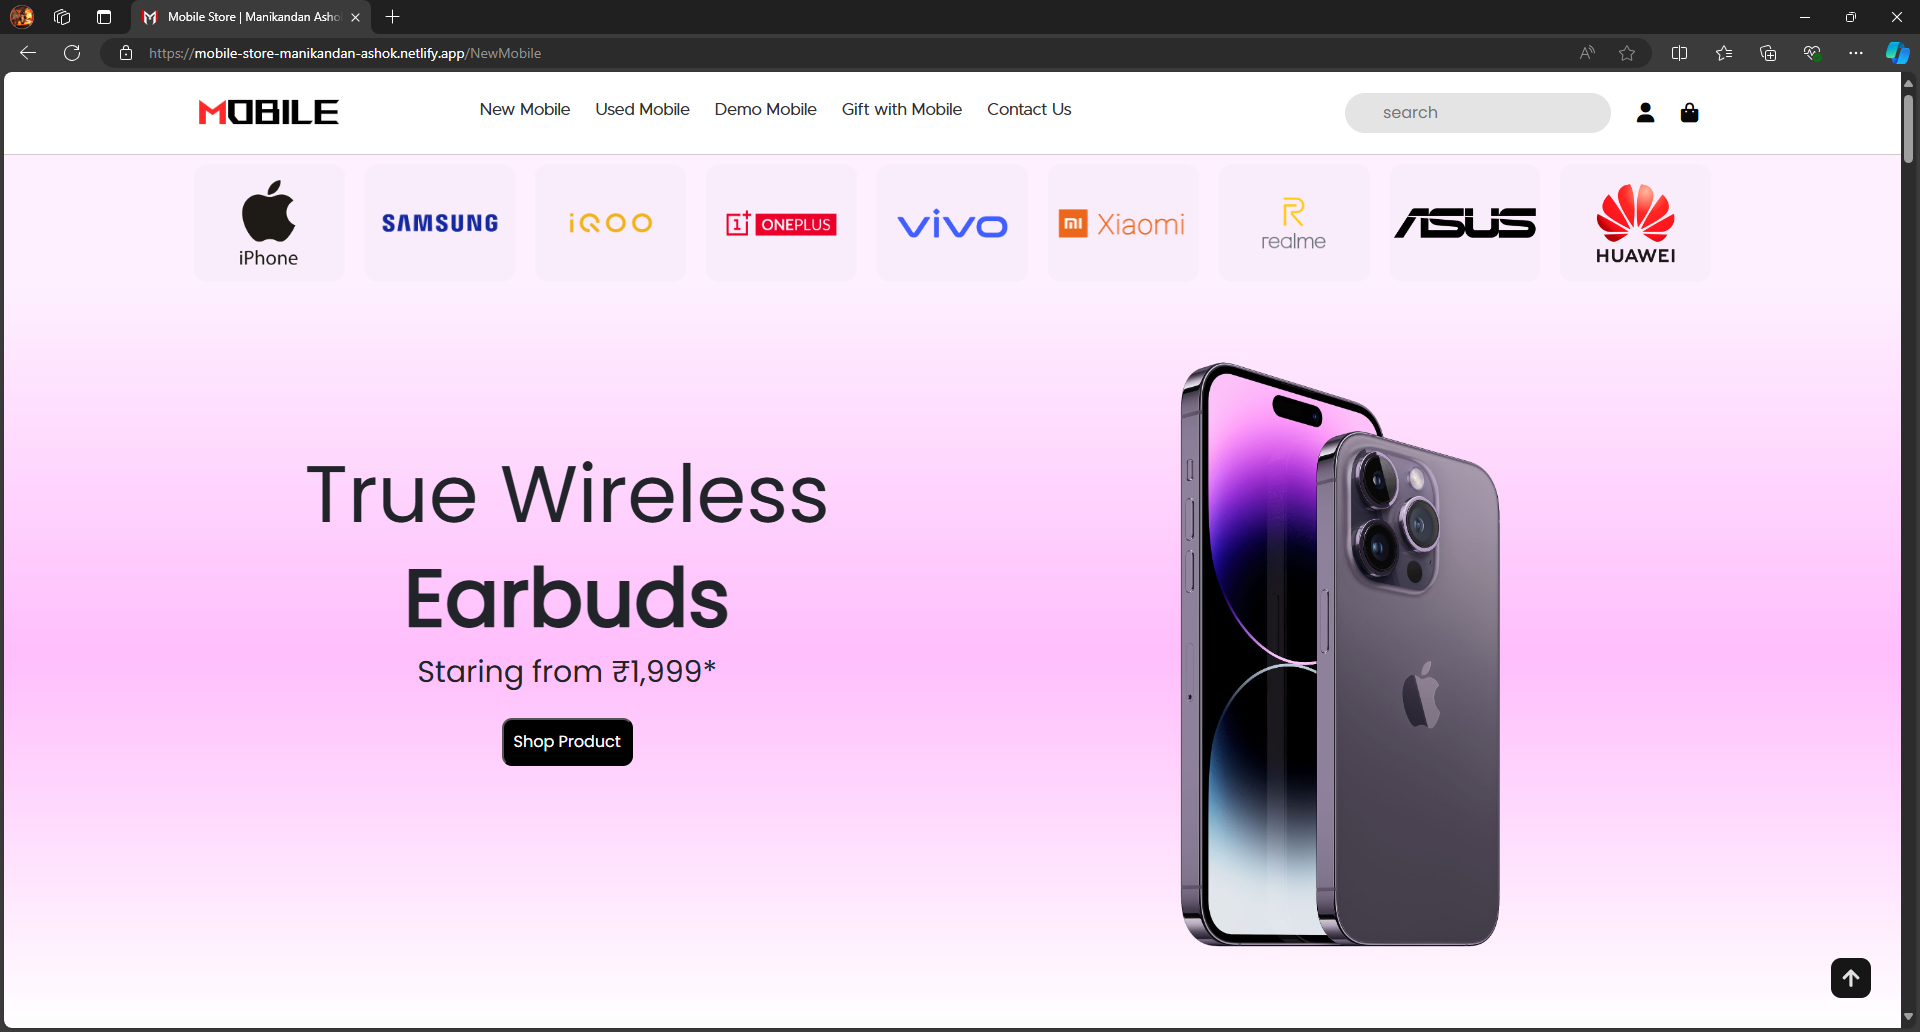 Mobile Store | Manikandan Asho
https://mobile-store-manikandan-ashok.netlify.app/NewMobile
MOBILE
New Mobile Used Mobile Demo Mobile Gift with Mobile Contact Us
search
iPhone
SAMSUNG
iQOO
1+ ONEPLUS
vivo
mi Xiaomi
R
realme
ASUS
HUAWEI
True Wireless
Earbuds
Staring from ₹1,999*
Shop Product